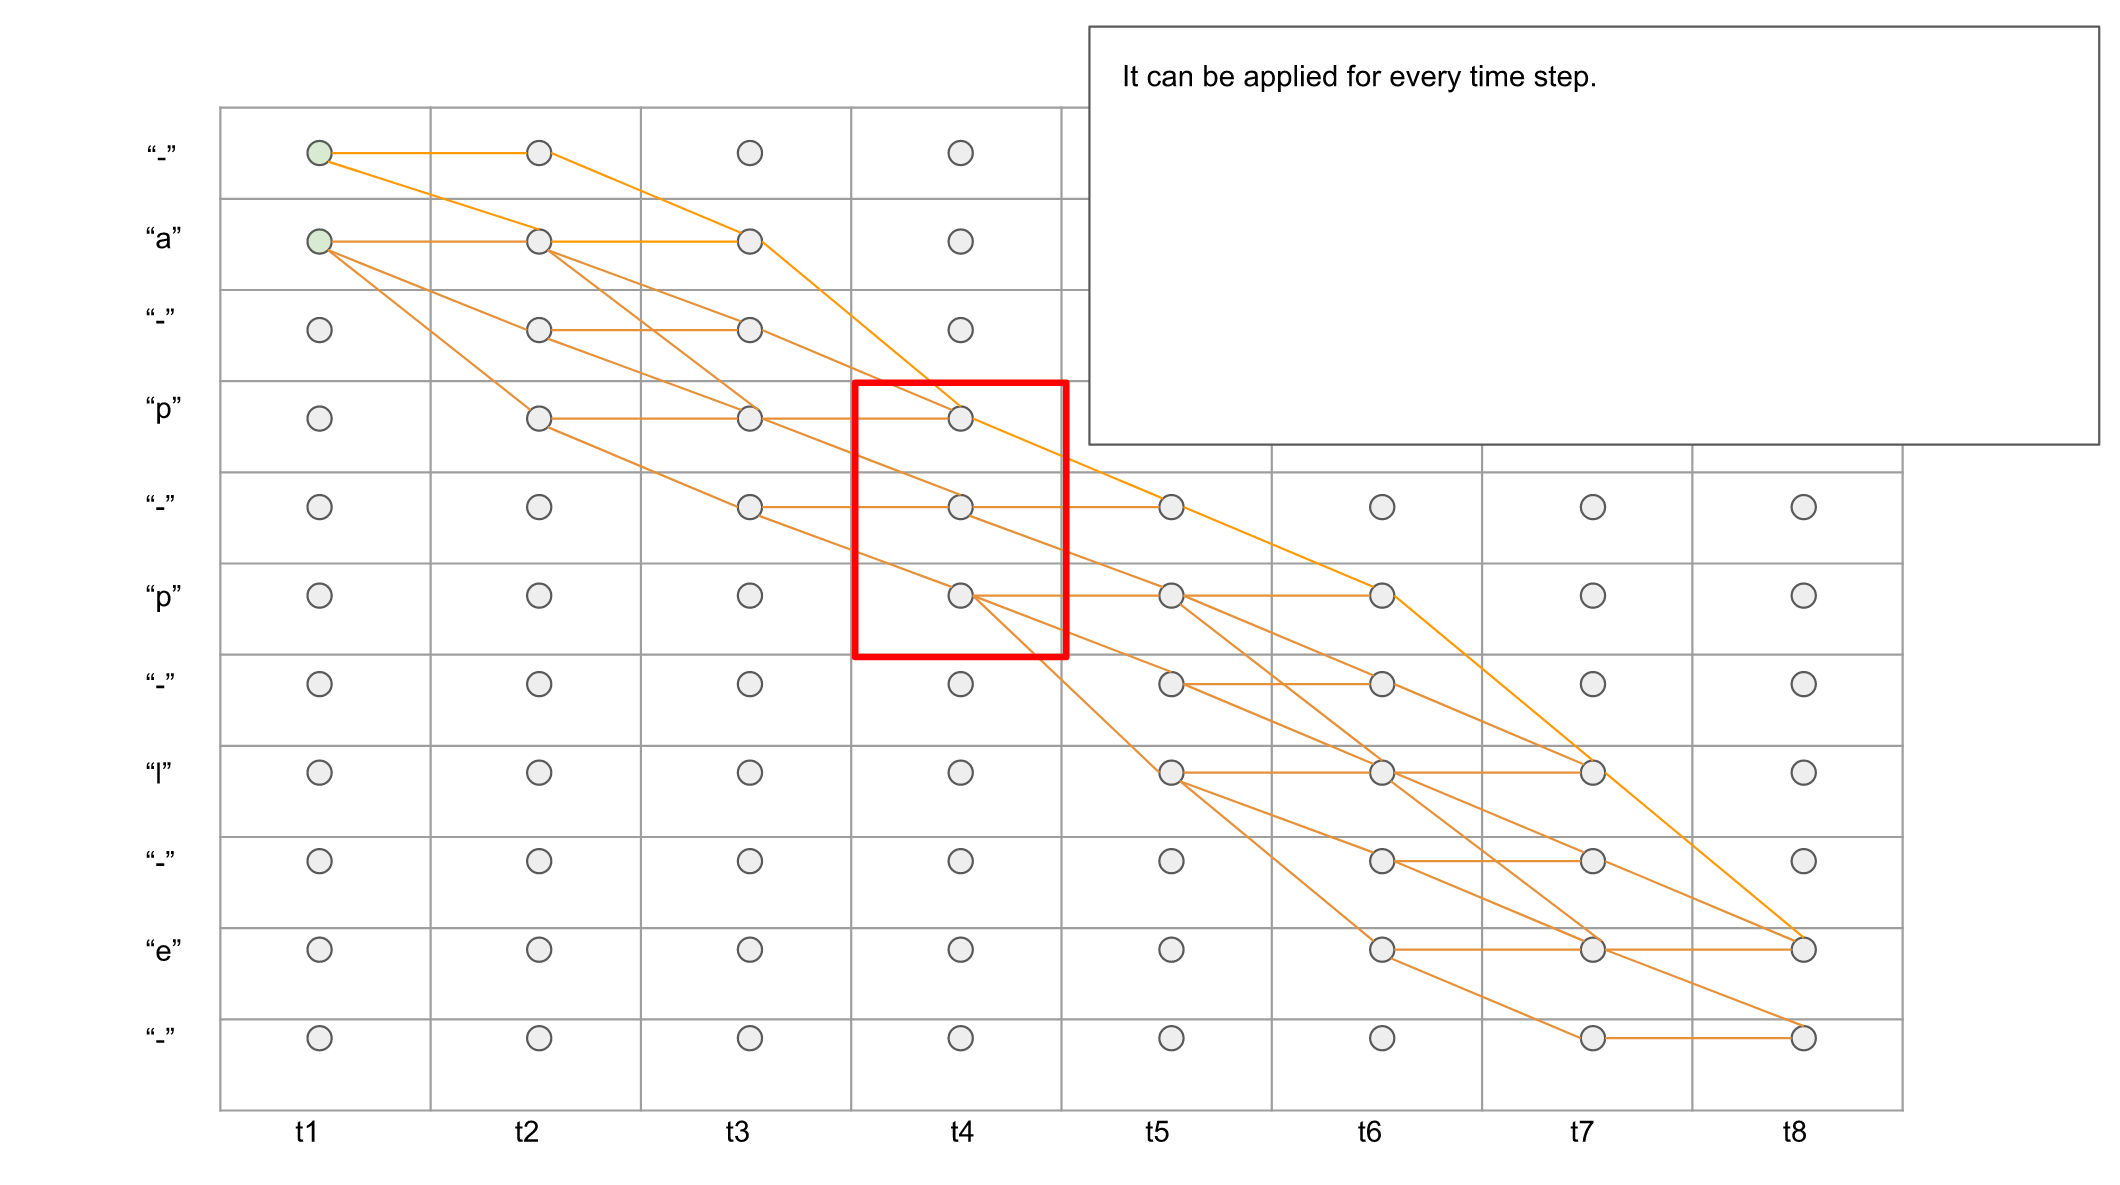 It can be applied for every time step.
“-”
“a”
“-”
“p”
“-”
“p”
“-”
“l”
“-”
“e”
“-”
t1 t2 t3 t4 t5 t6 t7 t8